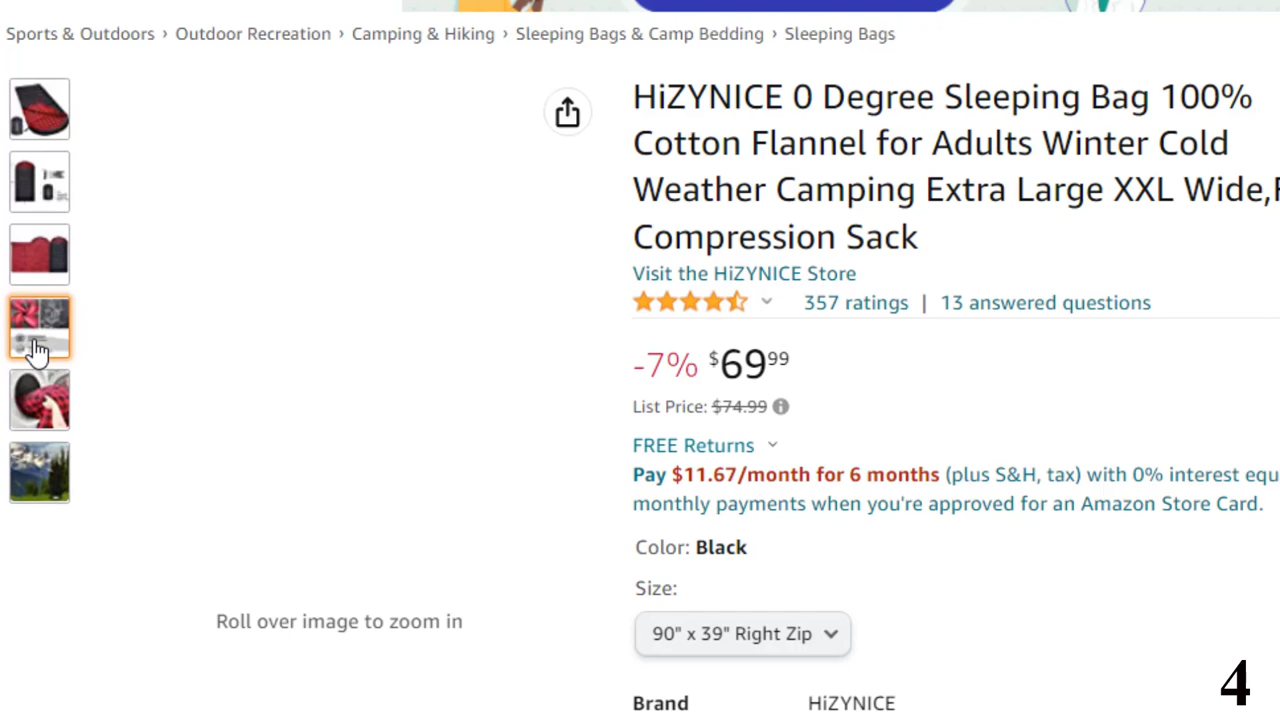 Sports & Outdoors › Outdoor Recreation › Camping & Hiking › Sleeping Bags & Camp Bedding › Sleeping Bags
HiZYNICE 0 Degree Sleeping Bag 100%
Cotton Flannel for Adults Winter Cold
Weather Camping Extra Large XXL Wide,
Compression Sack
Visit the HiZYNICE Store
357 ratings | 13 answered questions
-7% $69 99
List Price: $74.99
FREE Returns
Pay $11.67/month for 6 months (plus S&H, tax) with 0% interest equ
monthly payments when you're approved for an Amazon Store Card.
Color: Black
Size:
90" x 39" Right Zip
Roll over image to zoom in
Brand HiZYNICE
4